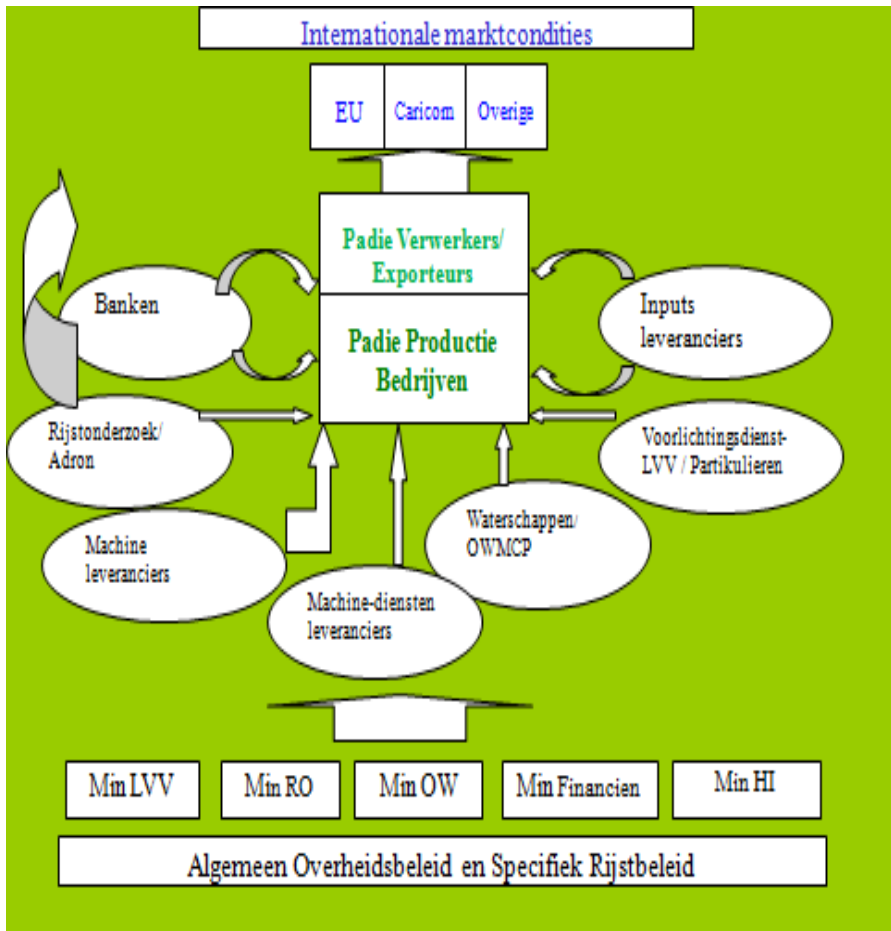 Internationale marktcondities
EU
Caricom
Overige
Padie Verwerkers/
Exporteurs
Padie Productie
Bedrijven
Banken
Inputs
leveranciers
Rijstonderzoek/
Adron
Voorlichtingsdienst-
LVV / Partikulieren
Machine
leveranciers
Waterschappen/
OWMCP
Machine-diensten
leveranciers
Min LVV
Min RO
Min OW
Min Financien
Min HI
Algemeen Overheidsbeleid en Specifiek Rijstbeleid